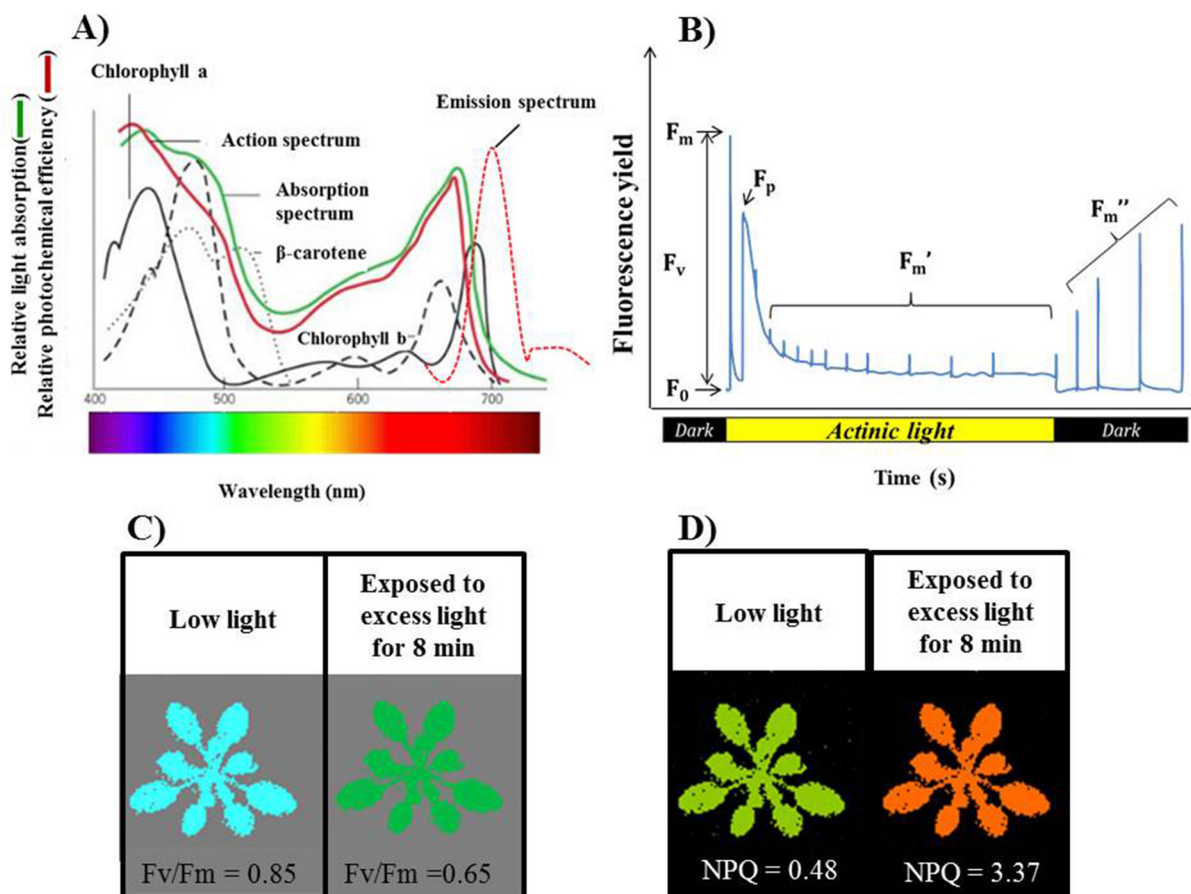 A)
Relative light absorption( )
Relative photochemical efficiency( )
Chlorophyll a
Emission spectrum
Action spectrum
Absorption
spectrum
β-carotene
Chlorophyll b
400
500
600
700
Wavelength (nm)
B)
Fluorescence yield
Fm
Fp
Fv
Fm'
Fm''
F0
Dark
Actinic light
Dark
Time (s)
C)
Low light
Exposed to
excess light
for 8 min
Fv/Fm = 0.85
Fv/Fm = 0.65
D)
Low light
Exposed to
excess light
for 8 min
NPQ = 0.48
NPQ = 3.37